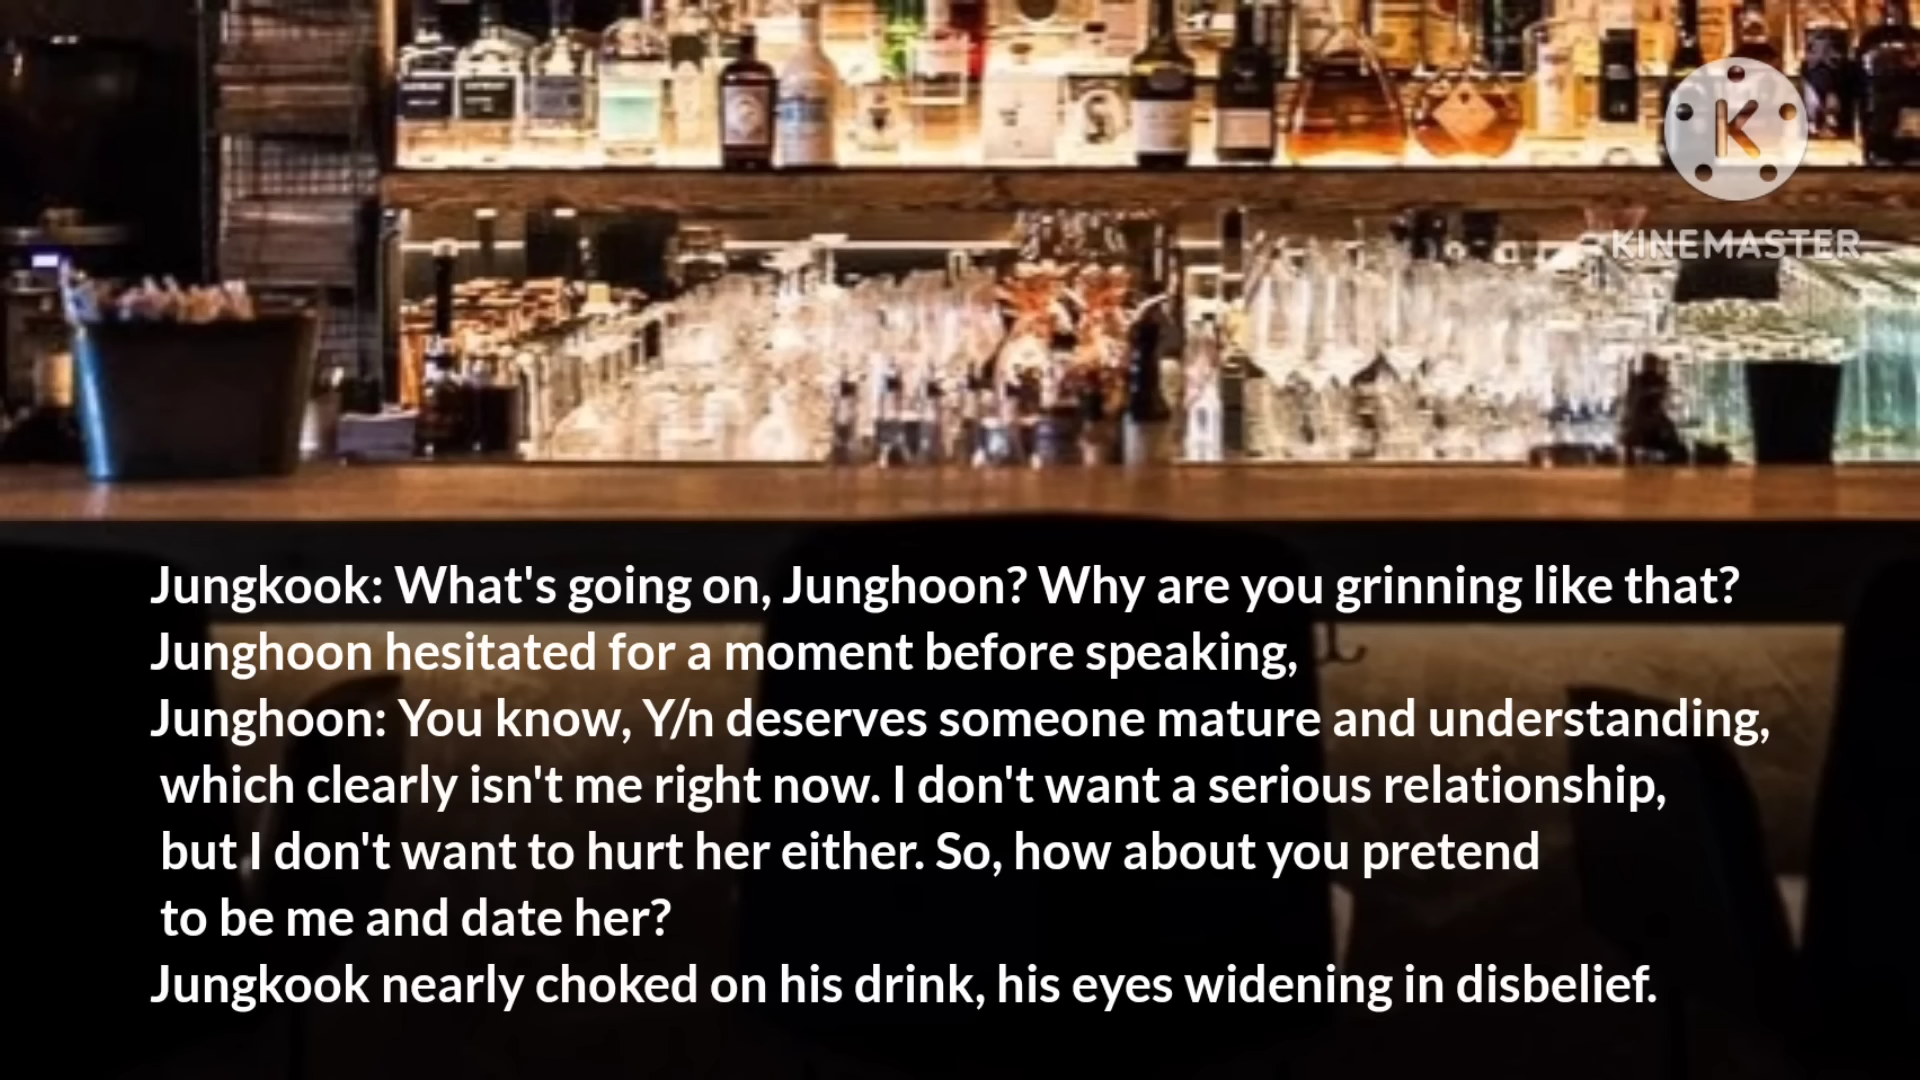 K
KINEMASTER
Jungkook: What's going on, Junghoon? Why are you grinning like that?
Junghoon hesitated for a moment before speaking,
Junghoon: You know, Y/n deserves someone mature and understanding,
which clearly isn't me right now. I don't want a serious relationship,
but I don't want to hurt her either. So, how about you pretend
to be me and date her?
Jungkook nearly choked on his drink, his eyes widening in disbelief.